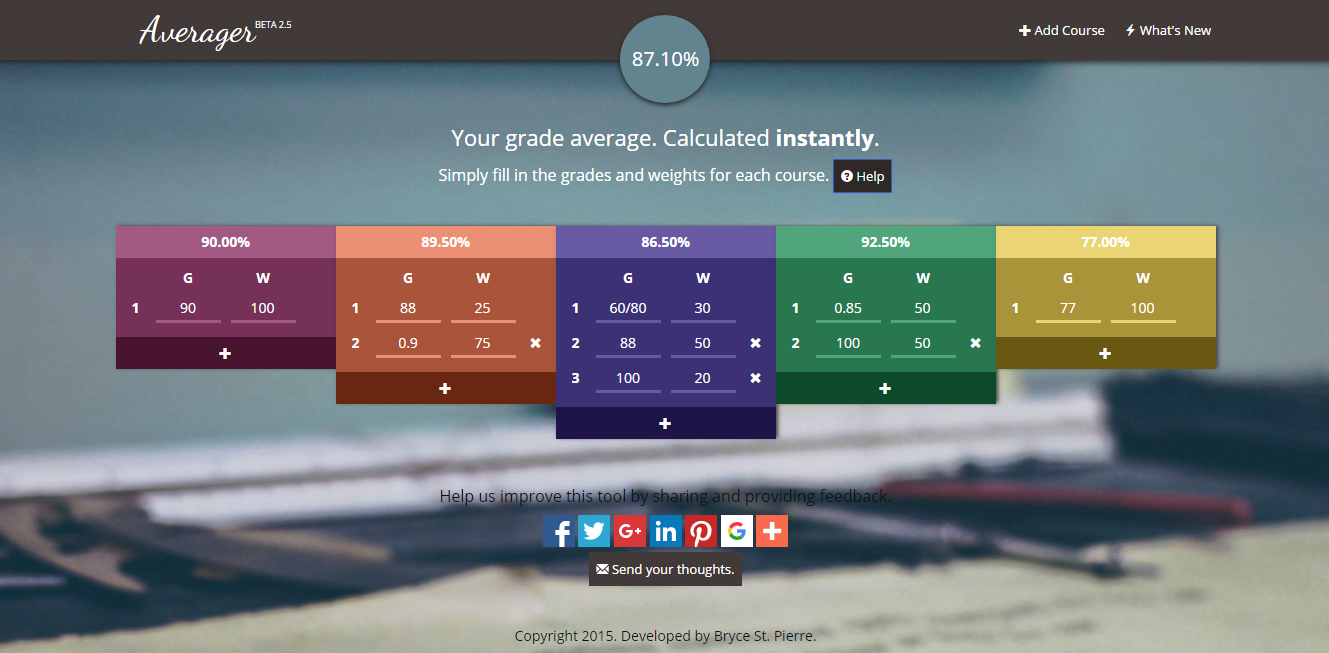 Averager BETA 2.5
87.10%
Add Course What's New
Your grade average. Calculated instantly.
Simply fill in the grades and weights for each course. Help
90.00% 89.50% 86.50% 92.50% 77.00%
G W G W G W G W G W
1 90 100 1 88 25 1 60/80 30 1 0.85 50 1 77 100
2 0.9 75 2 88 50 2 100 50
3 100 20
Help us improve this tool by sharing and providing feedback.
Send your thoughts.
Copyright 2015. Developed by Bryce St. Pierre.